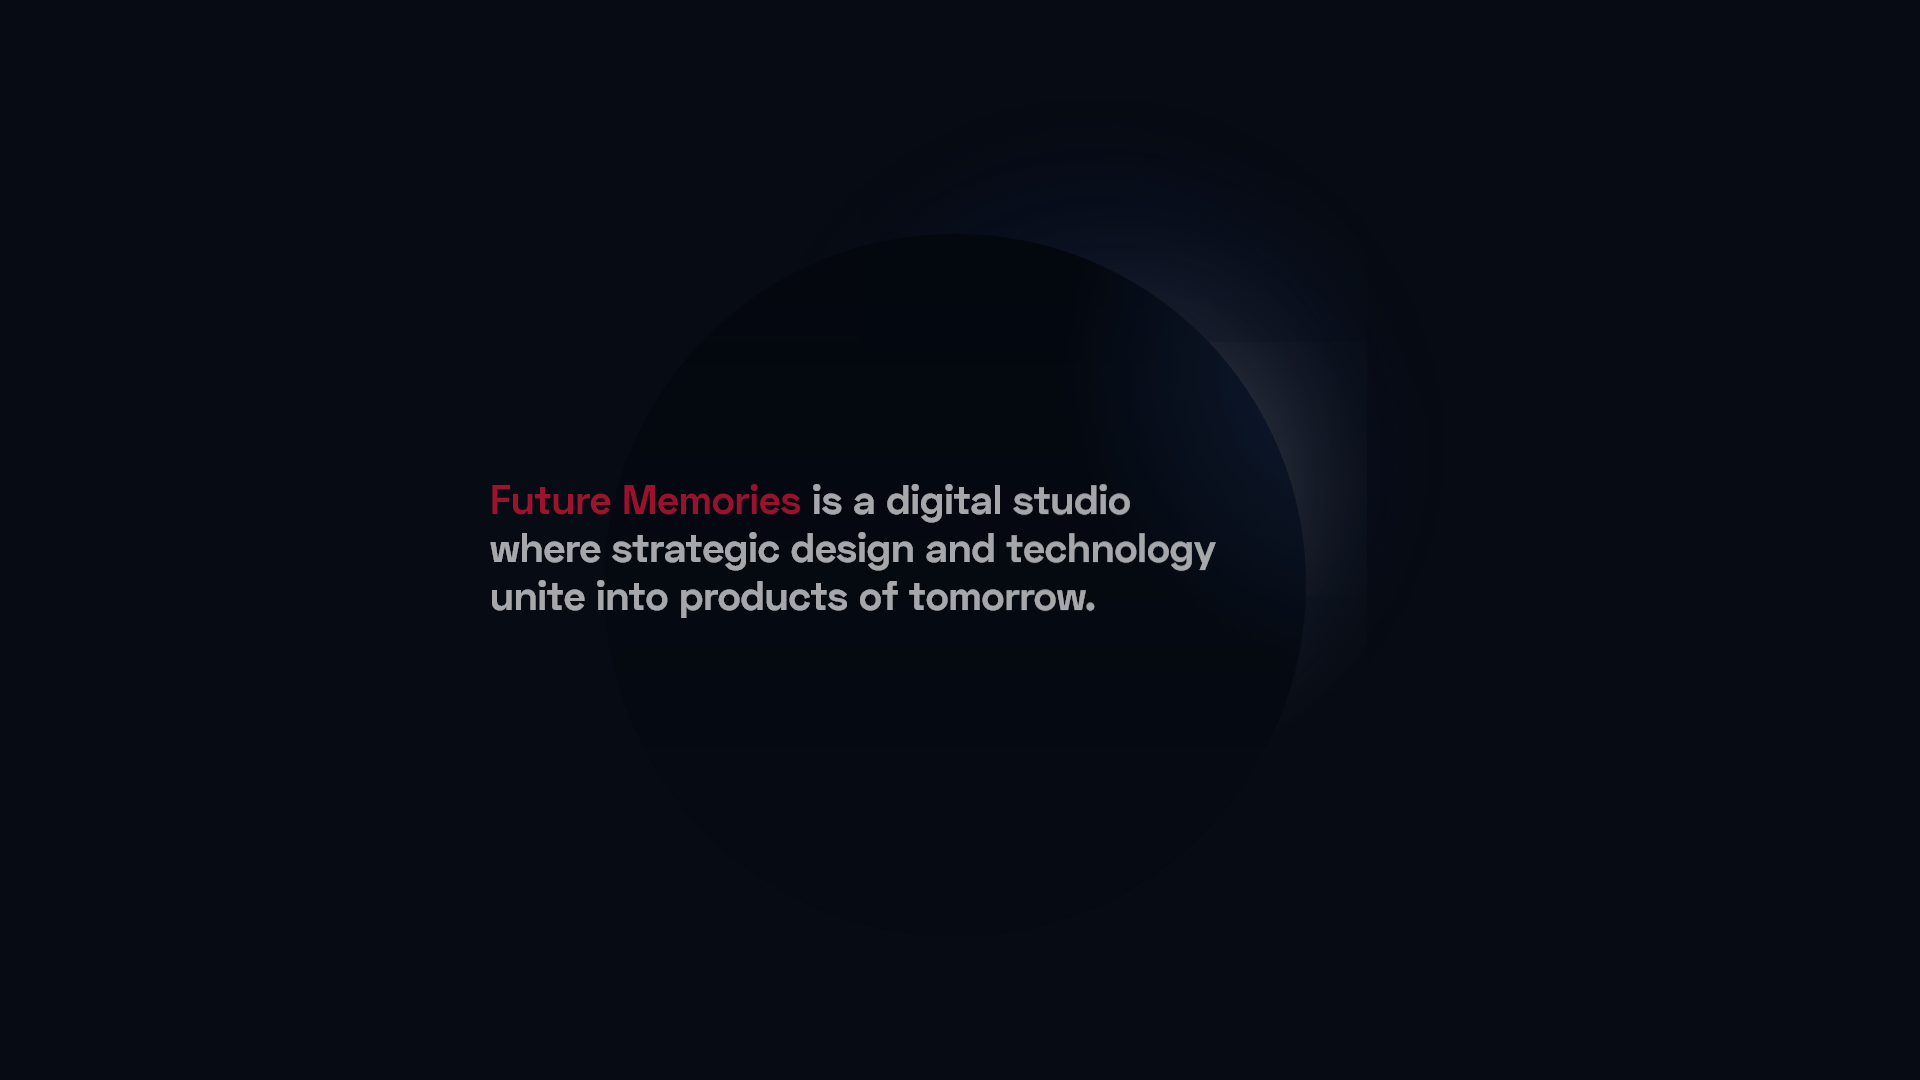 Future Memories is a digital studio
where strategic design and technology
unite into products of tomorrow.